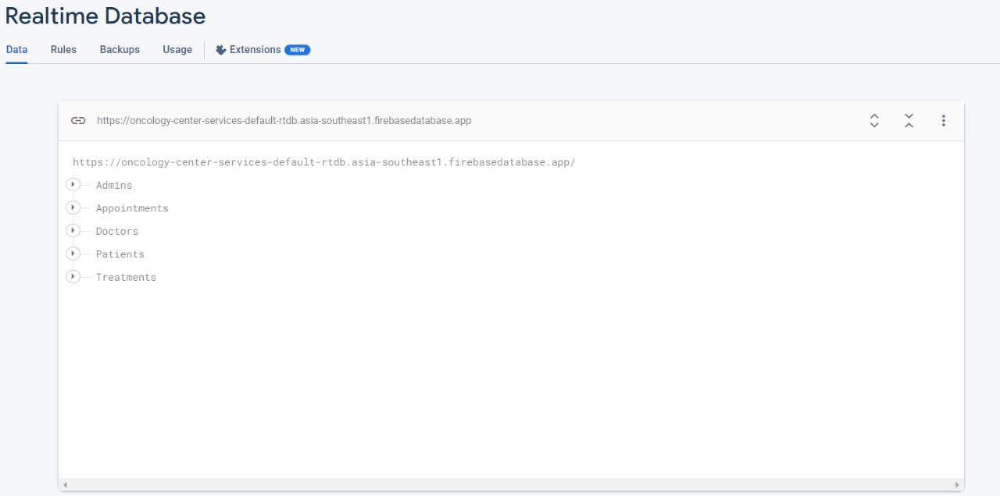 Realtime Database
Data Rules Backups Usage Extensions NEW
https://oncology-center-services-default-rtdb.asia-southeast1.firebasedatabase.app
https://oncology-center-services-default-rtdb.asia-southeast1.firebasedatabase.app/
Admins
Appointments
Doctors
Patients
Treatments